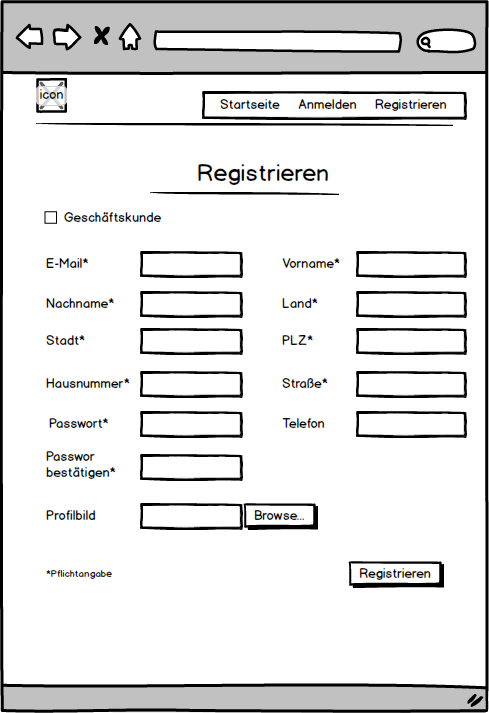 icon
Startseite Anmelden Registrieren
Registrieren
Geschäftskunde
E-Mail* Vorname*
Nachname* Land*
Stadt* PLZ*
Hausnummer* Straße*
Passwort* Telefon
Passwor
bestätigen*
Profilbild Browse...
*Pflichtangabe Registrieren